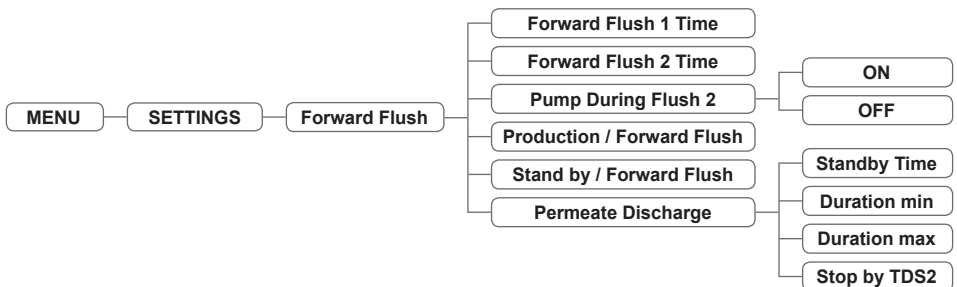 MENU
SETTINGS
Forward Flush
Forward Flush 1 Time
Forward Flush 2 Time
Pump During Flush 2
ON
OFF
Production / Forward Flush
Stand by / Forward Flush
Permeate Discharge
Standby Time
Duration min
Duration max
Stop by TDS2